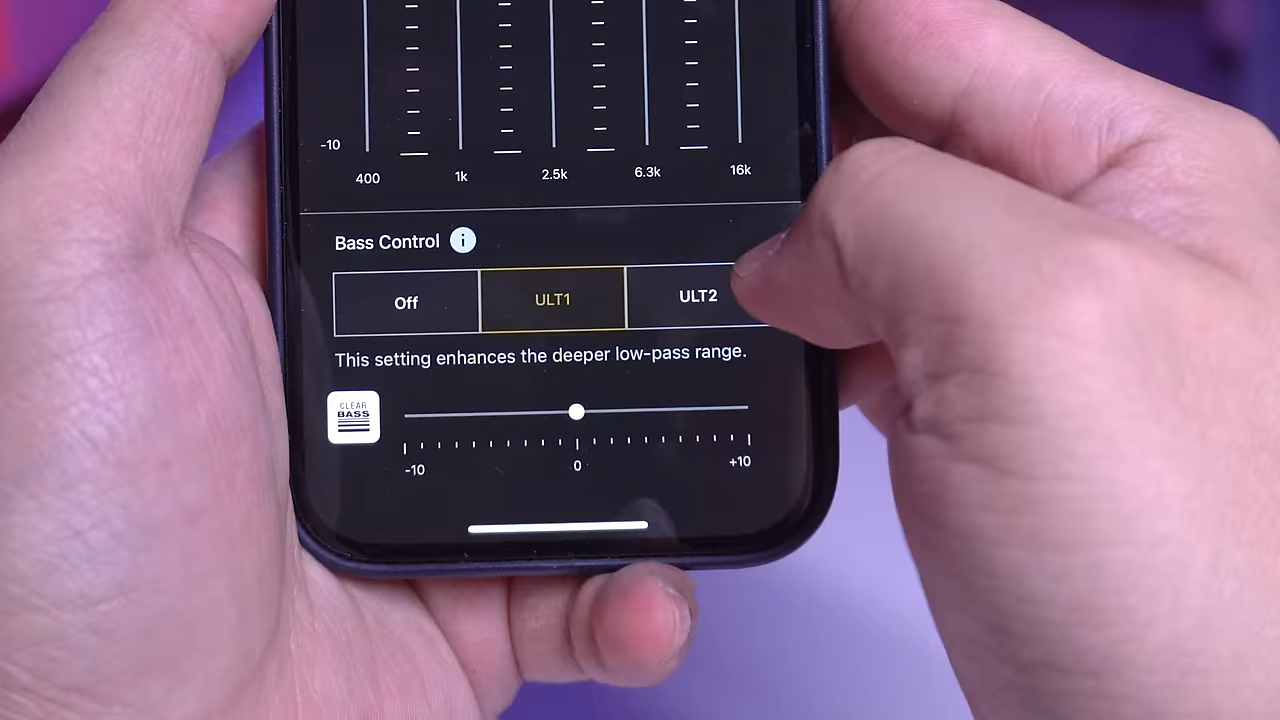 -10
400 1k 2.5k 6.3k 16k
Bass Control i
Off ULT1 ULT2
This setting enhances the deeper low-pass range.
CLEAR
BASS
-10 0 +10